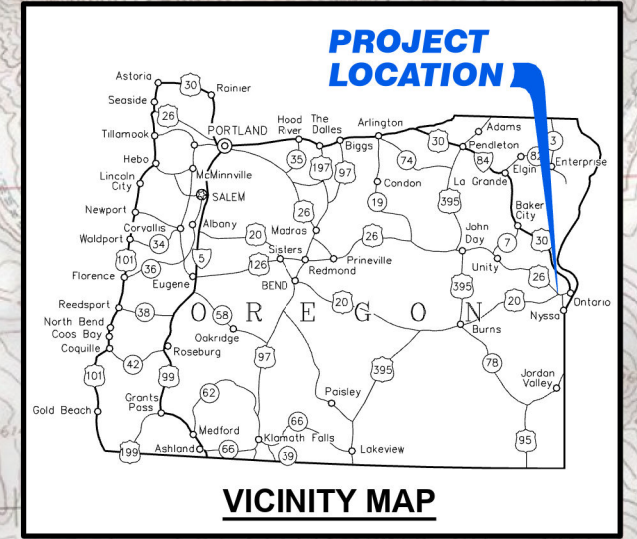 PROJECT
LOCATION
Astoria
30
Rainier
Seaside
26
Tillamook
PORTLAND
Hood
River
The
Dalles
Arlington
Biggs
30
Adams
Pendleton
84
82
3
Enterprise
Elgin
La Grande
Hebo
McMinnville
35
197
97
74
Lincoln
City
SALEM
Condon
19
395
Baker
City
Newport
Albany
26
Corvallis
20
Madras
John
Day
7
30
Waldport
34
Sisters
26
Prineville
Unity
101
5
126
Redmond
26
Florence
36
Eugene
BEND
395
20
Ontario
Nyssa
Reedsport
38
OREGON
58
20
Burns
North Bend
Coos Bay
Coquille
Oakridge
Roseburg
97
78
42
101
99
395
Jordan
Valley
Gold Beach
Grants
Pass
62
Paisley
66
Medford
95
199
Ashland
66
Klamath Falls
39
Lakeview
VICINITY MAP